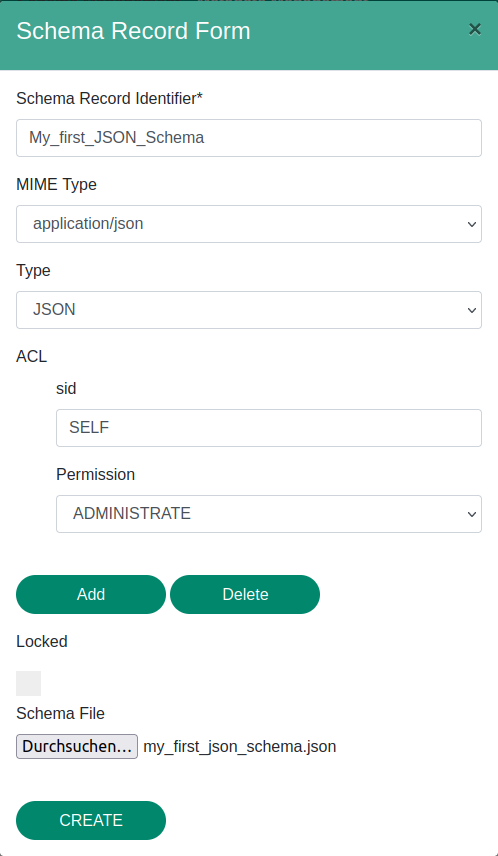 Schema Record Form ×
Schema Record Identifier*
My_first_JSON_Schema
MIME Type
application/json
Type
JSON
ACL
sid
SELF
Permission
ADMINISTRATE
Add Delete
Locked
Schema File
Durchsuchen... my_first_json_schema.json
CREATE